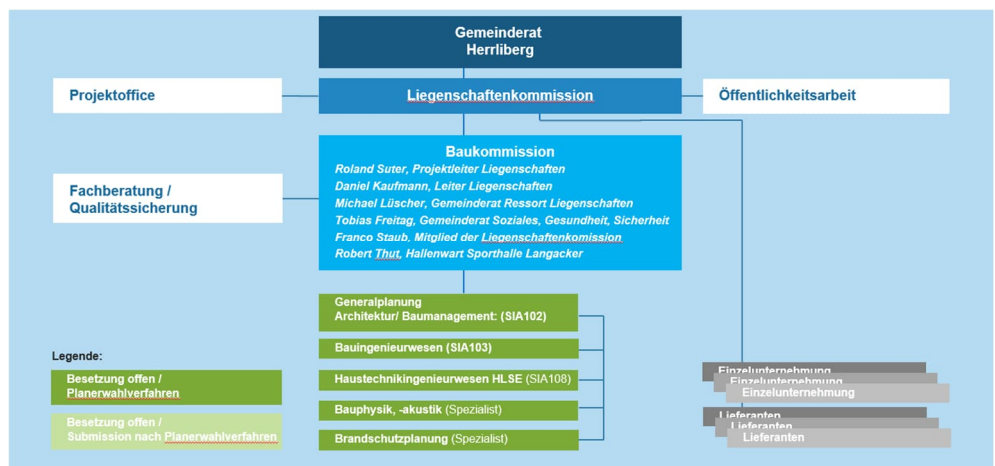 Gemeinderat
Herrliberg
Projektoffice
Liegenschaftenkommission
Öffentlichkeitsarbeit
Baukommission
Roland Suter, Projektleiter Liegenschaften
Daniel Kaufmann, Leiter Liegenschaften
Michael Lüscher, Gemeinderat Ressort Liegenschaften
Tobias Freitag, Gemeinderat Soziales, Gesundheit, Sicherheit
Franco Staub, Mitglied der Liegenschaftenkomission
Robert Thut, Hallenwart Sporthalle Langacker
Fachberatung /
Qualitätssicherung
Generalplanung
Architektur/ Baumanagement: (SIA102)
Bauingenieurwesen (SIA103)
Haustechnikingenieurwesen HLSE (SIA108)
Bauphysik, -akustik (Spezialist)
Brandschutzplanung (Spezialist)
Legende:
Besetzung offen /
Planerwahlverfahren
Besetzung offen /
Submission nach Planerwahlverfahren
Einzelunternehmung
Einzelunternehmung
Einzelunternehmung
Lieferanten
Lieferanten
Lieferanten